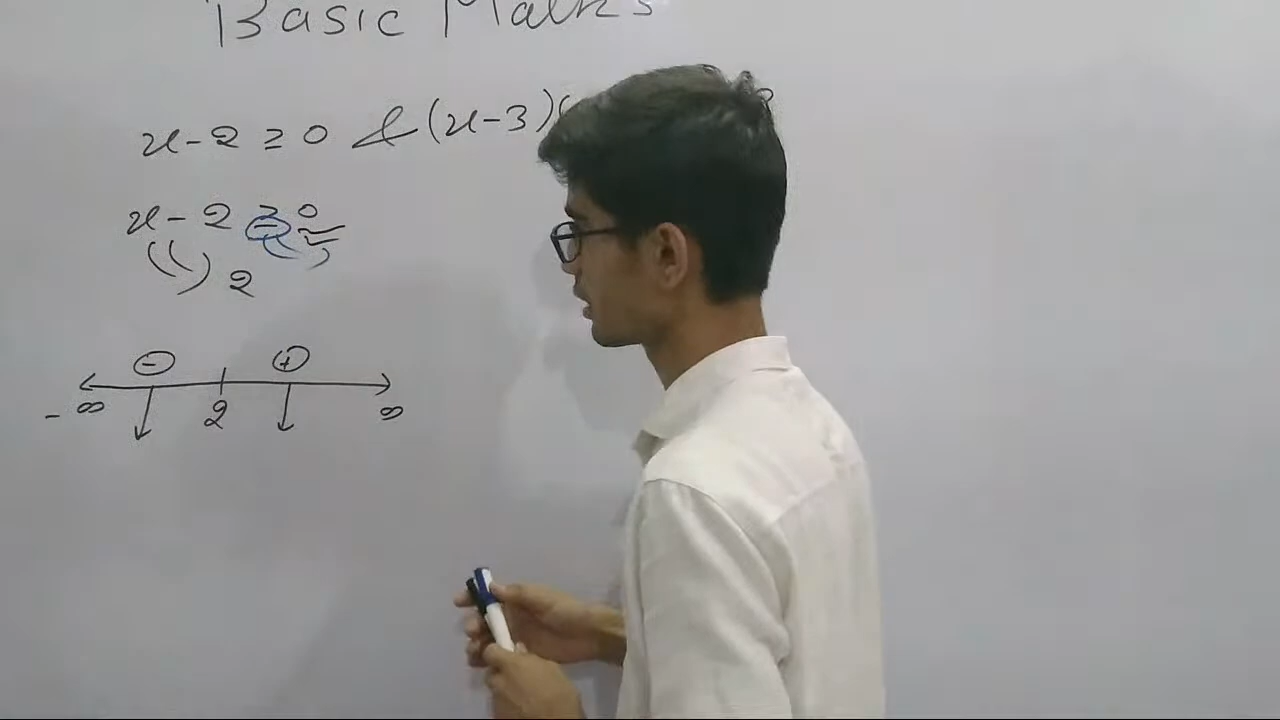 Basic Maths
x - 2 ≥ 0 & (x - 3)(
x - 2 ≥ 0
2
- +
- ∞ 2 ∞